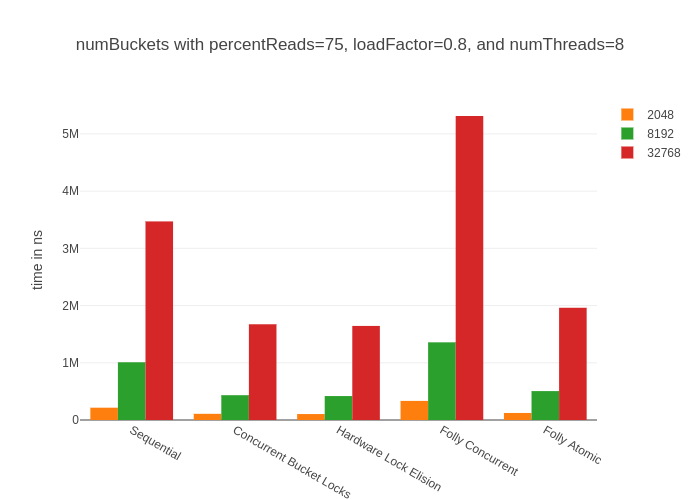 numBuckets with percentReads=75, loadFactor=0.8, and numThreads=8
2048
8192
32768
time in ns
5M
4M
3M
2M
1M
0
Sequential
Concurrent Bucket Locks
Hardware Lock Elision
Folly Concurrent
Folly Atomic